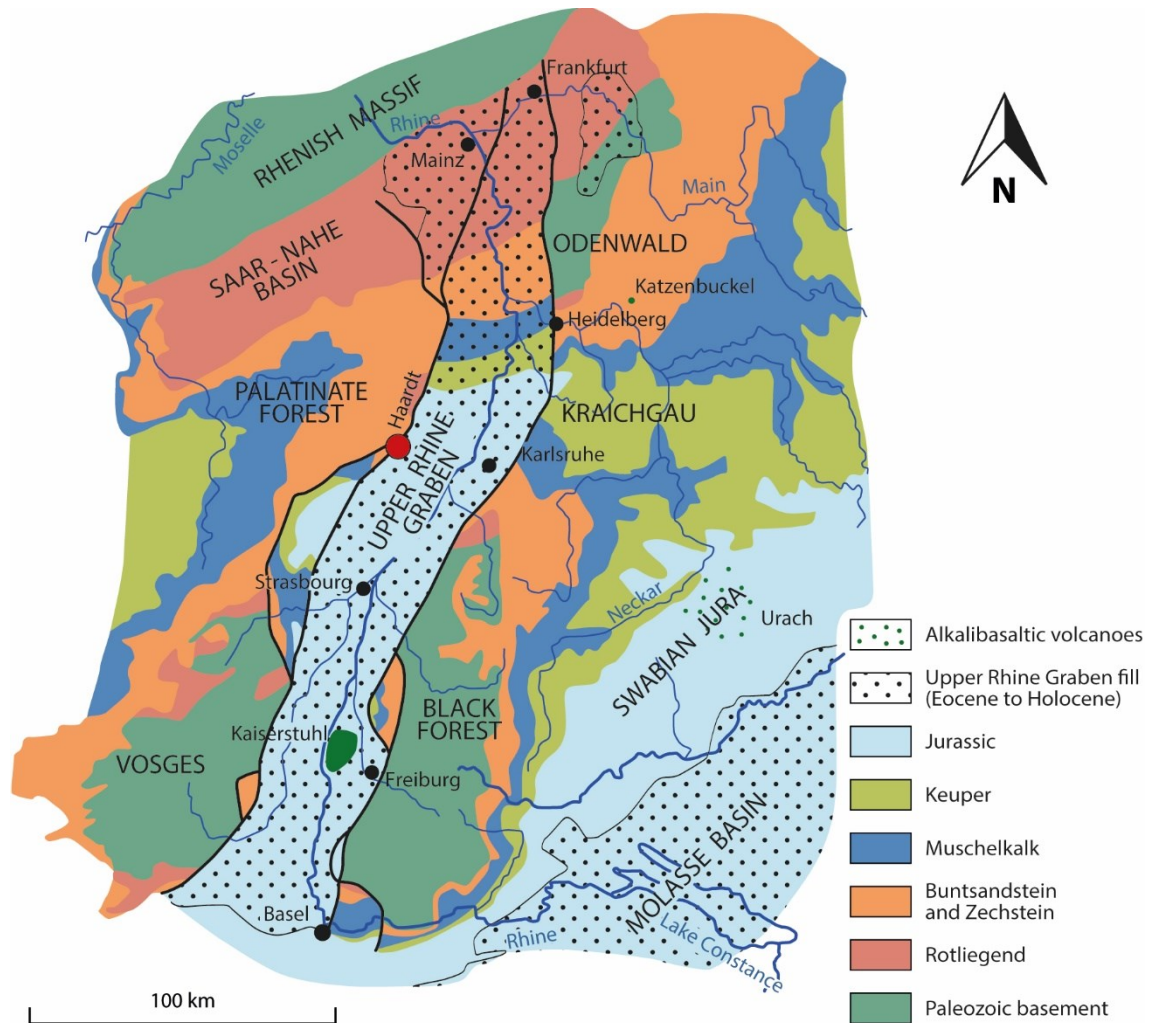 Frankfurt
RHENISH MASSIF
Rhine
Moselle
Mainz
Main
N
SAAR - NAHE
BASIN
ODENWALD
Katzenbuckel
Heidelberg
PALATINATE
FOREST
Haardt
KRAICHGAU
UPPER RHINE
GRABEN
Karlsruhe
Strasbourg
Neckar
SWABIAN JURA
Urach
BLACK
FOREST
Kaiserstuhl
VOSGES
Freiburg
MOLASSE BASIN
Basel
Rhine
Lake Constance
100 km
Alkalibasaltic volcanoes
Upper Rhine Graben fill
(Eocene to Holocene)
Jurassic
Keuper
Muschelkalk
Buntsandstein
and Zechstein
Rotliegend
Paleozoic basement